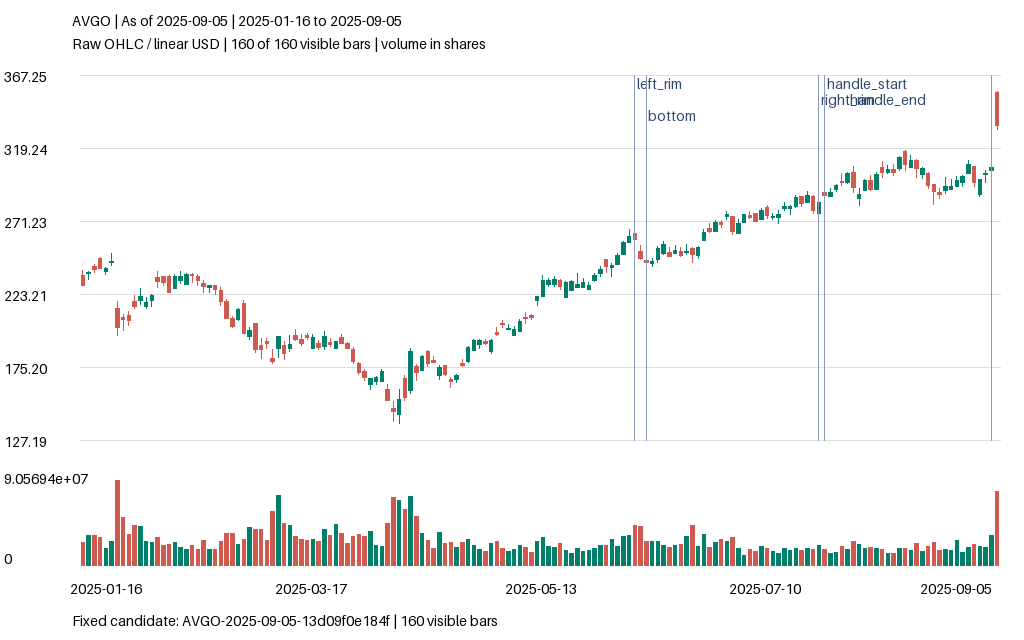 AVGO | As of 2025-09-05 | 2025-01-16 to 2025-09-05
Raw OHLC / linear USD | 160 of 160 visible bars | volume in shares
367.25
left_rim
handle_start
right_rim
handle_end
bottom
319.24
271.23
223.21
175.20
127.19
9.05694e+07
0
2025-01-16
2025-03-17
2025-05-13
2025-07-10
2025-09-05
Fixed candidate: AVGO-2025-09-05-13d09f0e184f | 160 visible bars